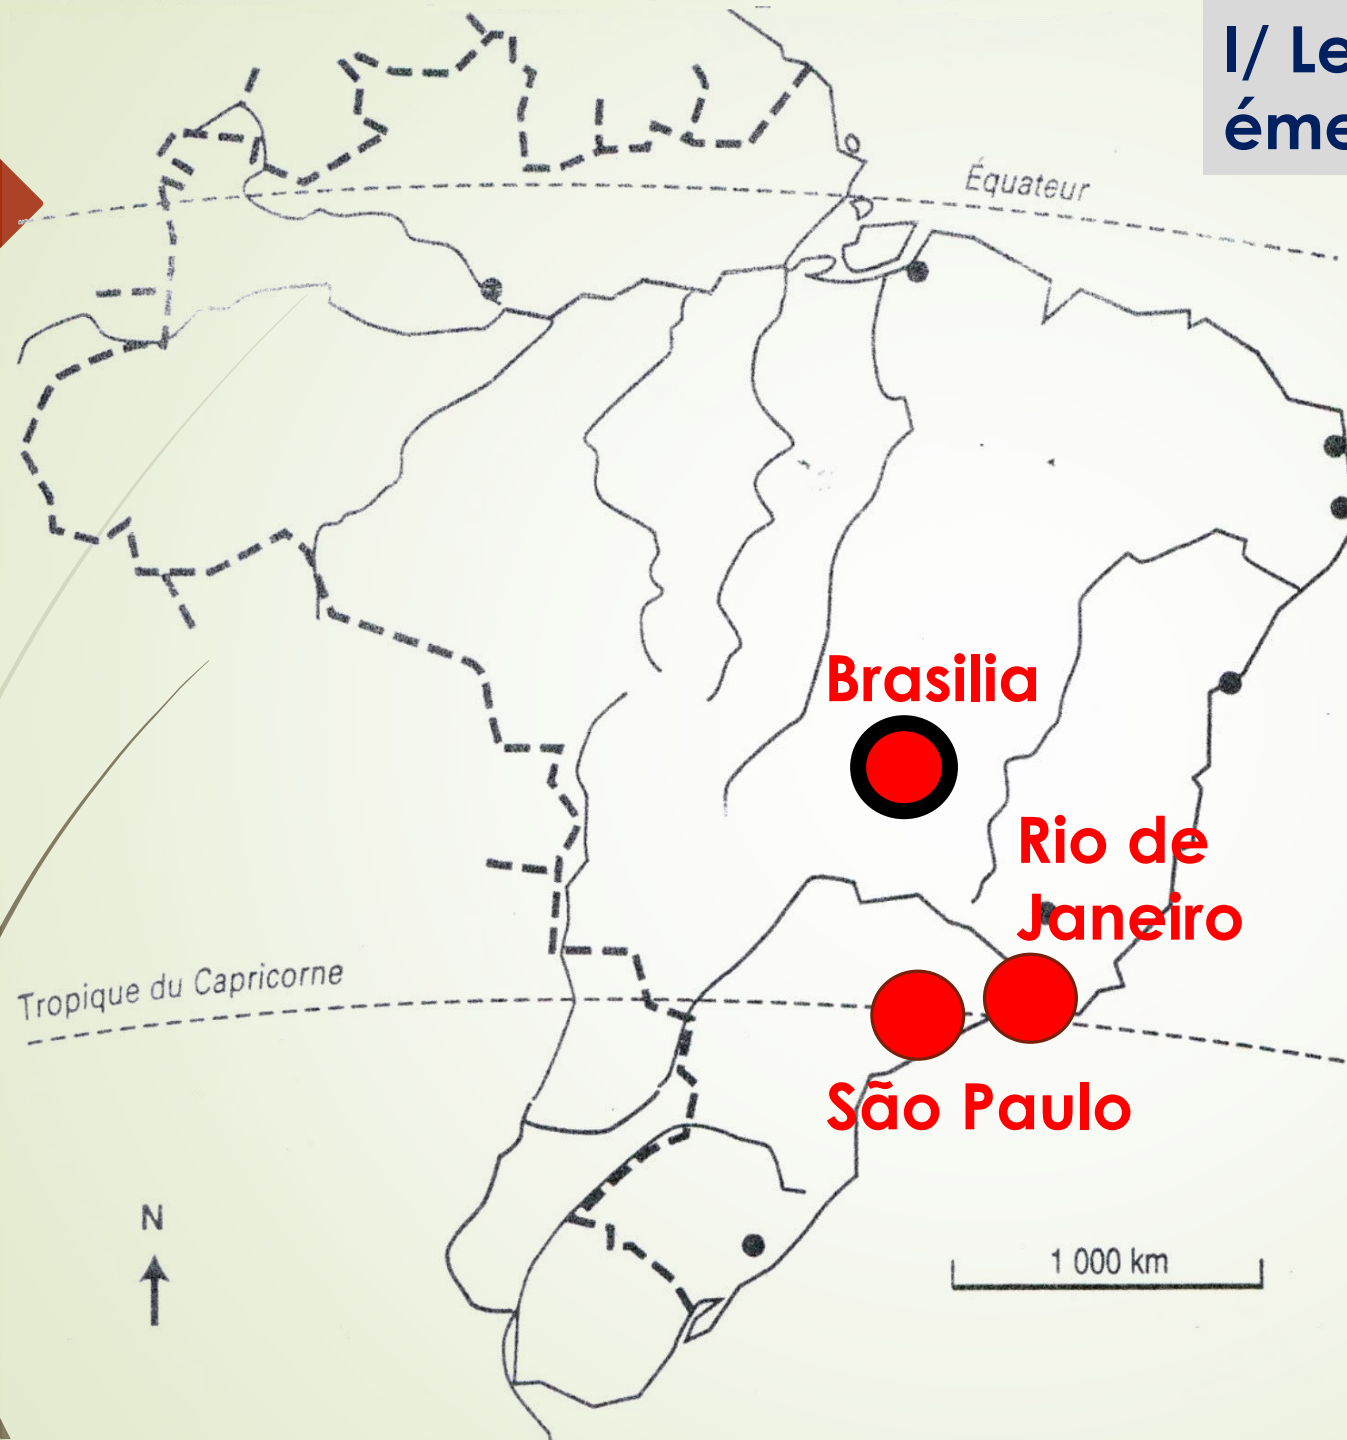 I/ Le
éme
Équateur
Brasilia
Rio de
Janeiro
Tropique du Capricorne
São Paulo
N
1 000 km